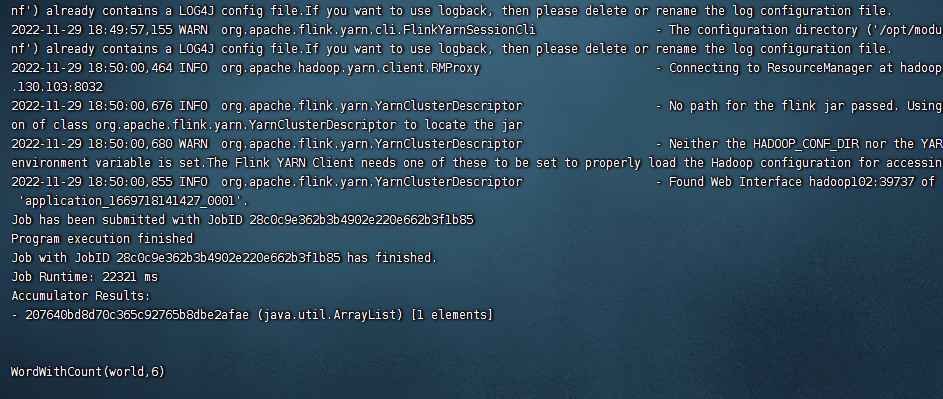 nf') already contains a LOG4J config file.If you want to use logback, then please delete or rename the log configuration file.
2022-11-29 18:49:57,155 WARN  org.apache.flink.yarn.cli.FlinkYarnSessionCli                 - The configuration directory ('/opt/modu
nf') already contains a LOG4J config file.If you want to use logback, then please delete or rename the log configuration file.
2022-11-29 18:50:00,464 INFO  org.apache.hadoop.yarn.client.RMProxy                         - Connecting to ResourceManager at hadoop
.130.103:8032
2022-11-29 18:50:00,676 INFO  org.apache.flink.yarn.YarnClusterDescriptor                   - No path for the flink jar passed. Using
on of class org.apache.flink.yarn.YarnClusterDescriptor to locate the jar
2022-11-29 18:50:00,680 WARN  org.apache.flink.yarn.YarnClusterDescriptor                   - Neither the HADOOP_CONF_DIR nor the YAR
environment variable is set.The Flink YARN Client needs one of these to be set to properly load the Hadoop configuration for accessin
2022-11-29 18:50:00,855 INFO  org.apache.flink.yarn.YarnClusterDescriptor                   - Found Web Interface hadoop102:39737 of
 'application_1669718141427_0001'.
Job has been submitted with JobID 28c0c9e362b3b4902e220e662b3f1b85
Program execution finished
Job with JobID 28c0c9e362b3b4902e220e662b3f1b85 has finished.
Job Runtime: 22321 ms
Accumulator Results:
- 207640bd8d70c365c92765b8dbe2afae (java.util.ArrayList) [1 elements]
WordWithCount(world,6)